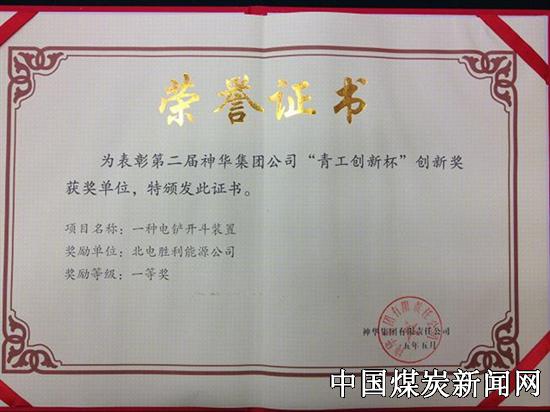 荣誉证书
为表彰第二届神华集团公司“青工创新杯”创新奖
获奖单位，特颁发此证书。
项目名称：一种电铲开斗装置
奖励单位：北电胜利能源公司
奖励等级：一等奖
神华集团有限责任公司
五年五月
中国煤炭新闻网